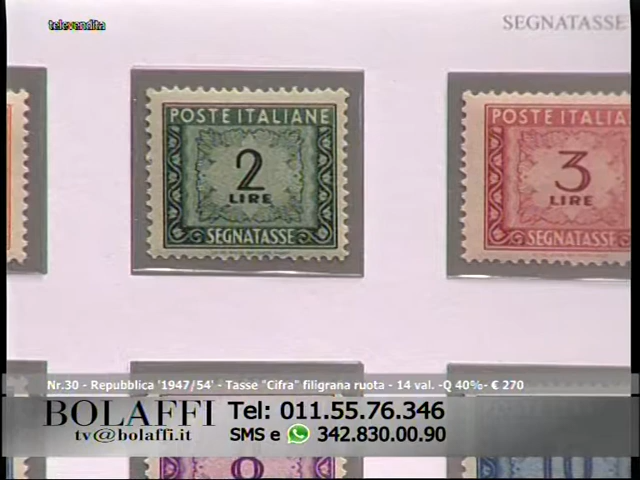 televendita
SEGNATASSE
POSTE ITALIANE
2
LIRE
SEGNATASSE
POSTE ITALIA
3
LIRE
SEGNATASSE
Nr.30 - Repubblica '1947/54' - Tasse "Cifra" filigrana ruota - 14 val. -Q 40%- € 270
BOLAFFI
tv@bolaffi.it
Tel: 011.55.76.346
SMS e 342.830.00.90